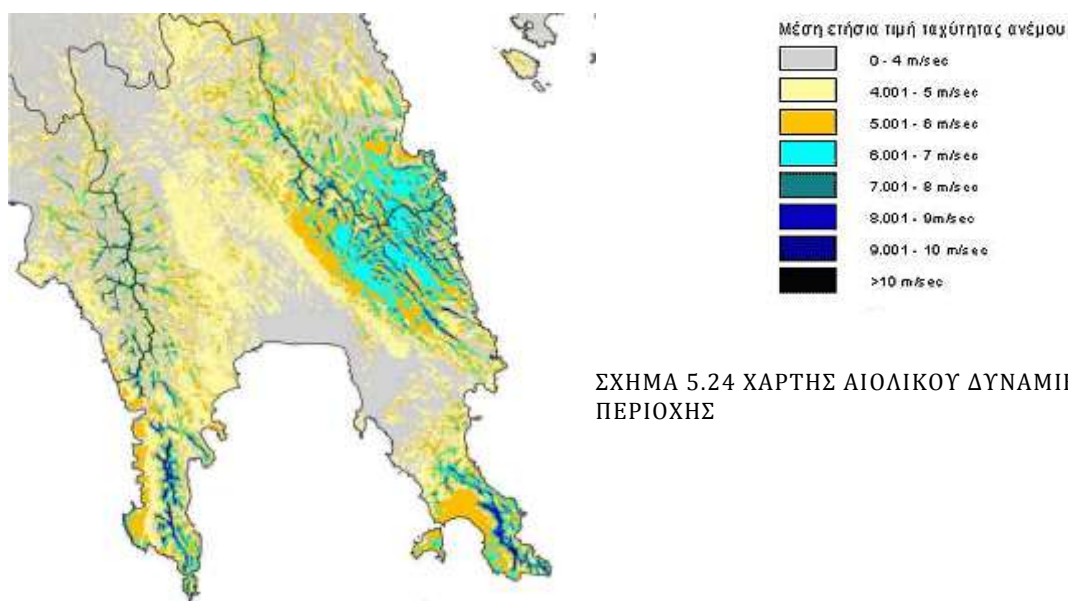 Μέση ετήσια τιμή ταχύτητας ανέμου
0 - 4 m/sec
4.001 - 5 m/sec
5.001 - 6 m/sec
6.001 - 7 m/sec
7.001 - 8 m/sec
8.001 - 9m/sec
9.001 - 10 m/sec
>10 m/sec
ΣΧΗΜΑ 5.24 ΧΑΡΤΗΣ ΑΙΟΛΙΚΟΥ
ΠΕΡΙΟΧΗΣ